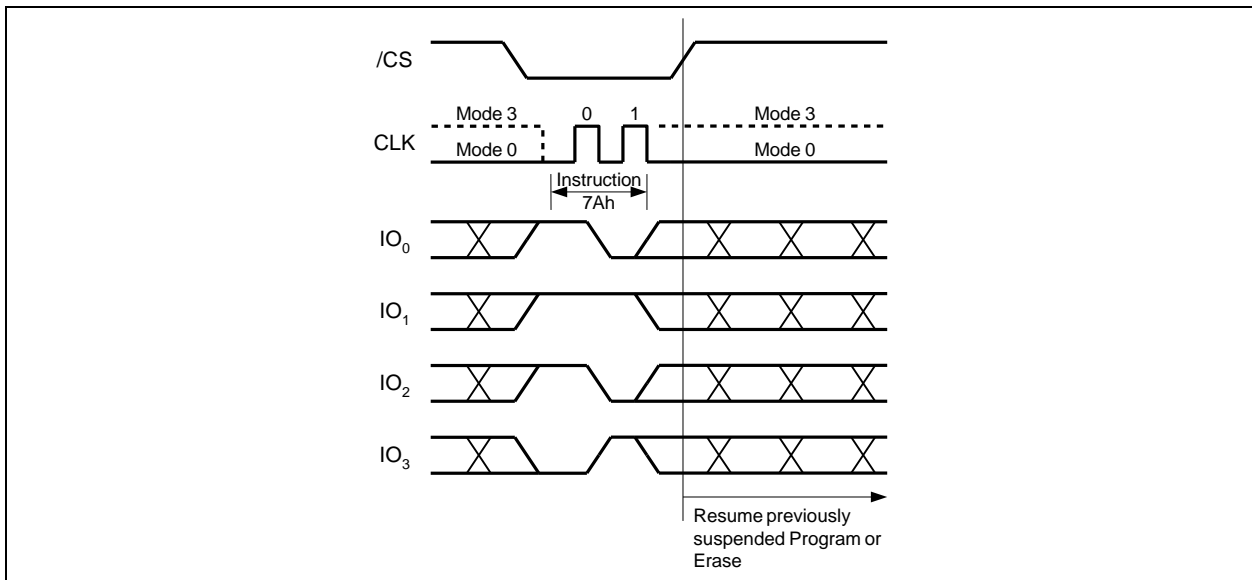 /CS
Mode 3 0 1 Mode 3
CLK
Mode 0 Mode 0
Instruction
7Ah
IO0
IO1
IO2
IO3
Resume previously
suspended Program or
Erase